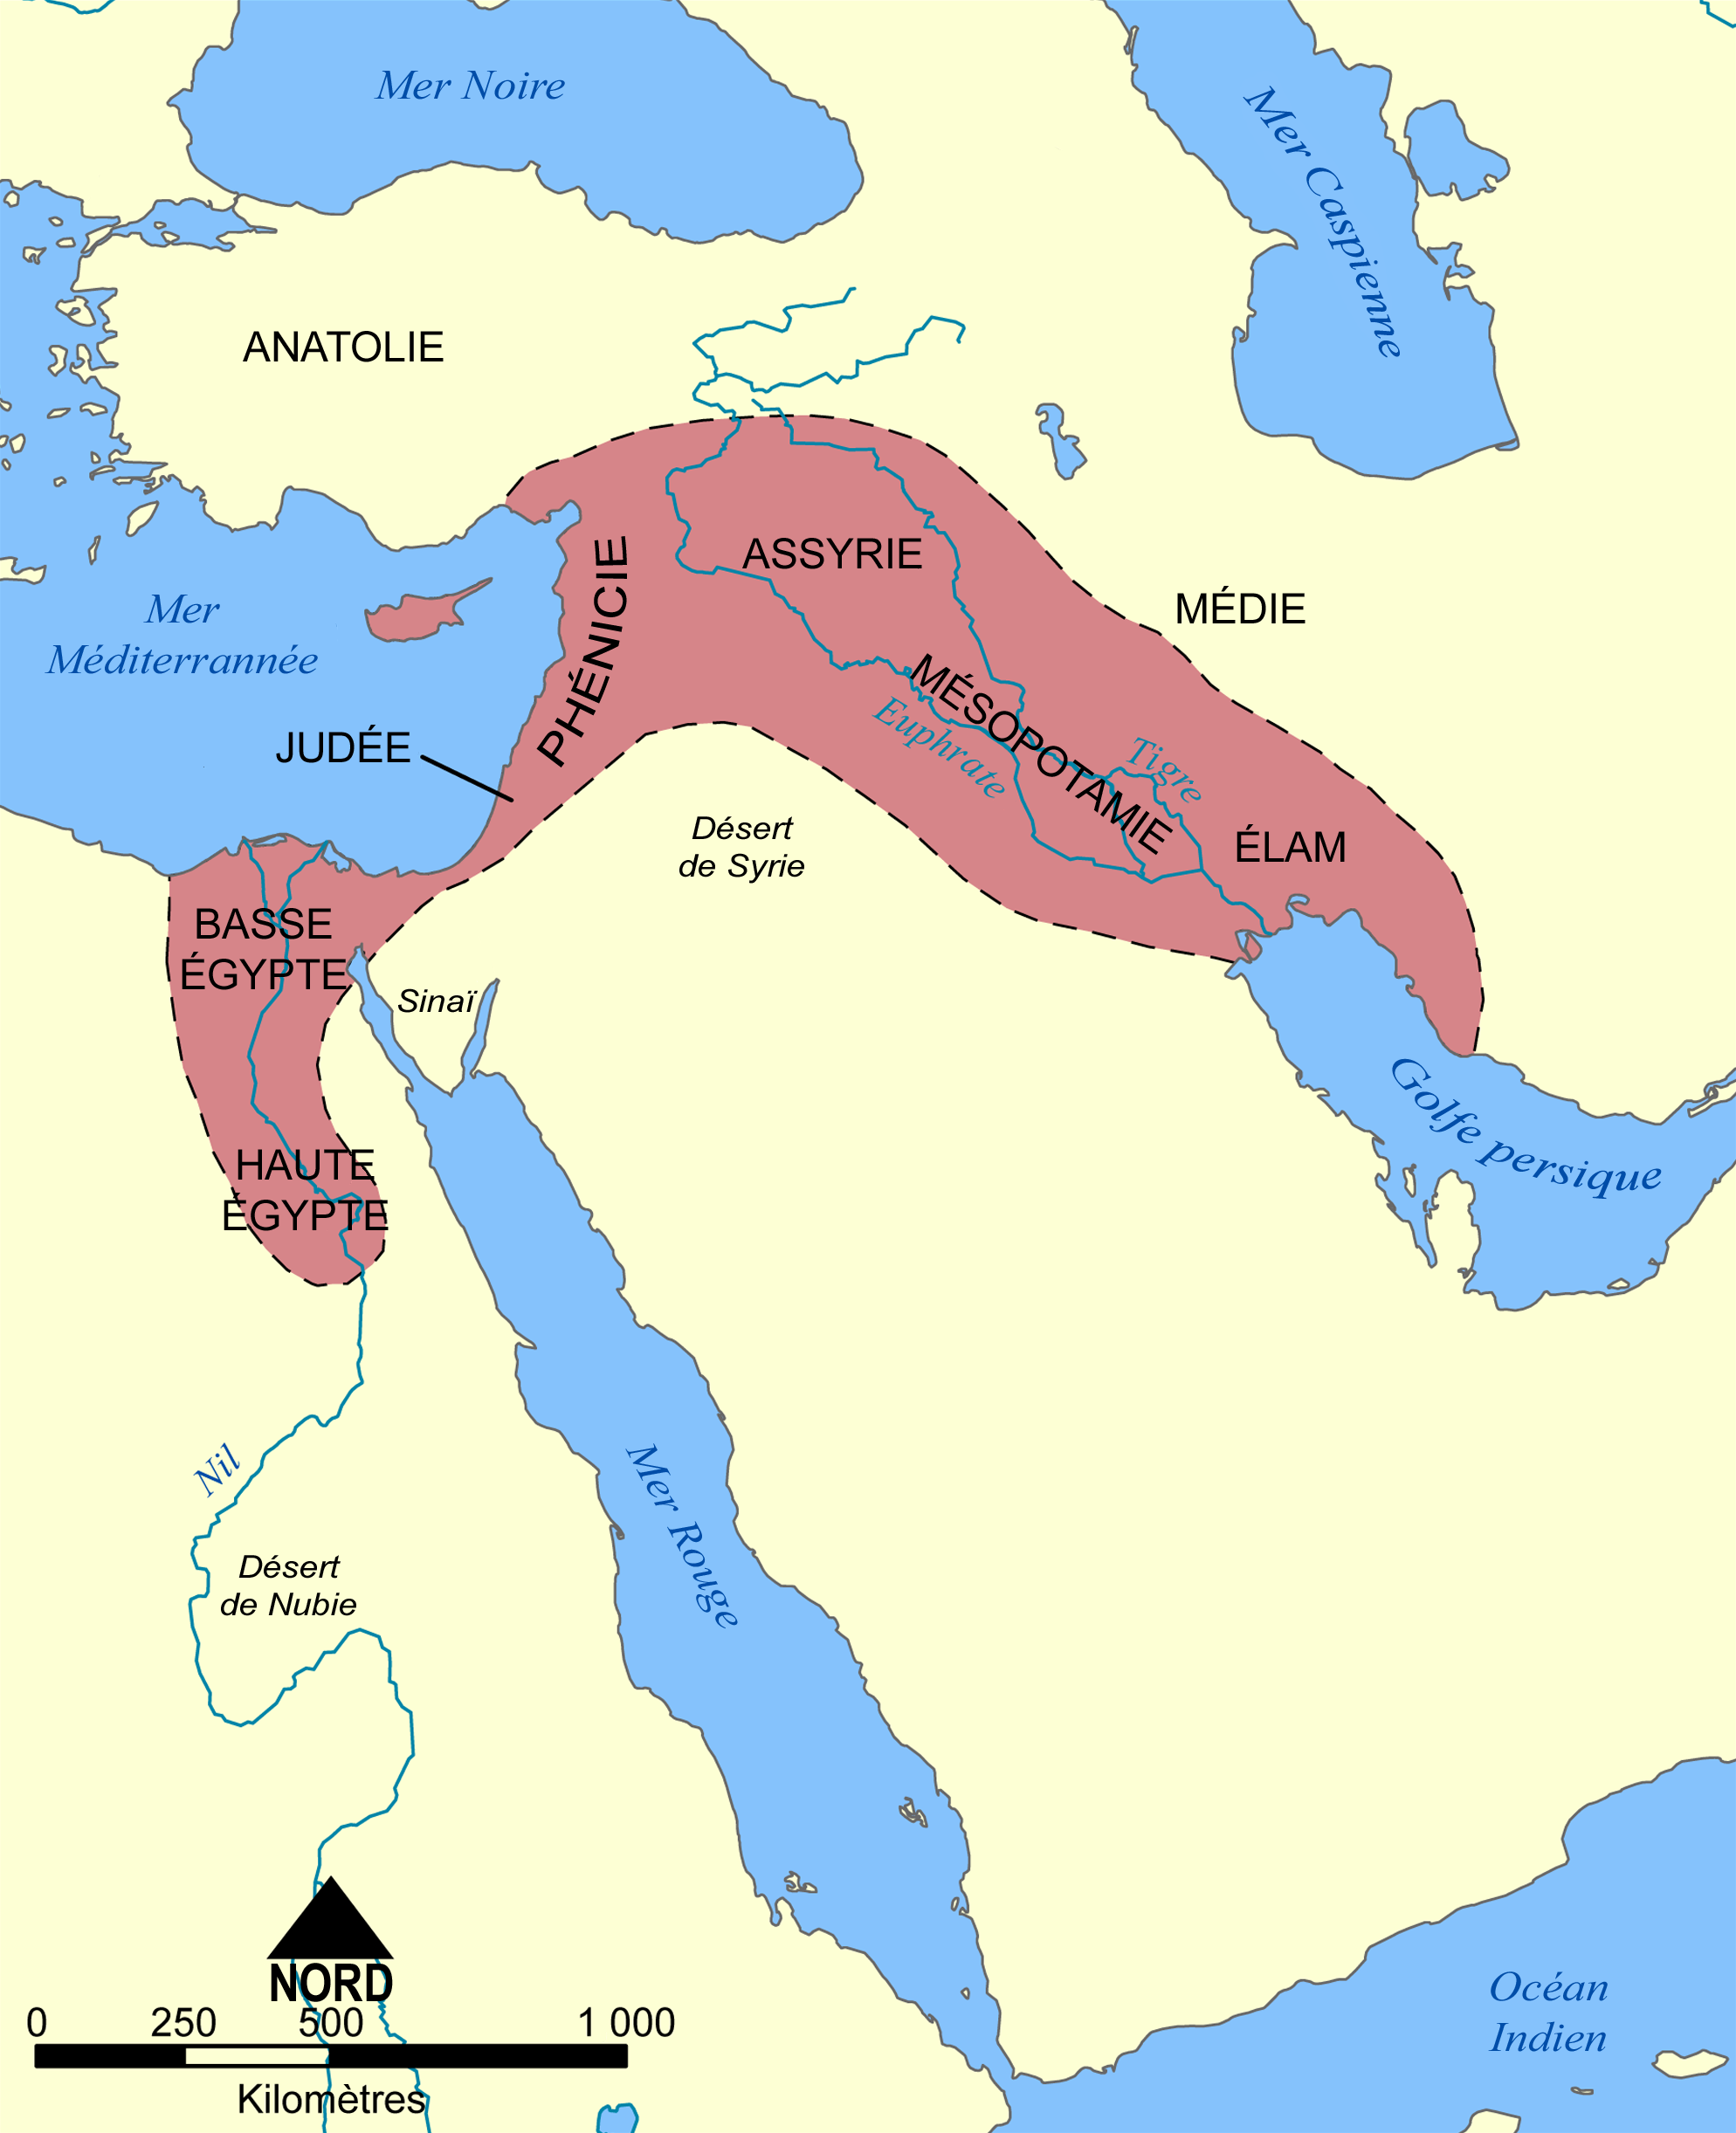 Mer Noire
Mer Caspienne
ANATOLIE
ASSYRIE
PHÉNICIE
MÉDIE
Mer
Méditerrannée
MÉSOPOTAMIE
Euphrate
Tigre
JUDÉE
Désert
de Syrie
ÉLAM
BASSE
ÉGYPTE
Sinaï
Golfe persique
HAUTE
ÉGYPTE
Nil
Mer Rouge
Désert
de Nubie
NORD
0 250 500 1 000
Kilomètres
Océan
Indien